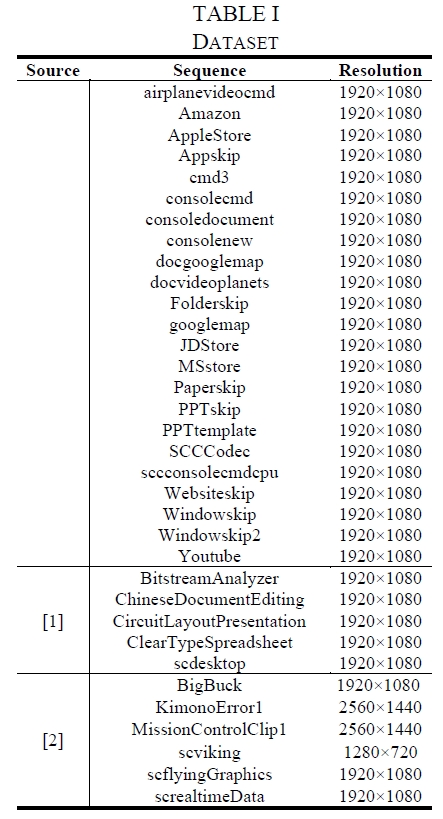 TABLE I
DATASET
Source Sequence Resolution
airplanevideocmd 1920×1080
Amazon 1920×1080
AppleStore 1920×1080
Appskip 1920×1080
cmd3 1920×1080
consolecmd 1920×1080
consoledocument 1920×1080
consolenew 1920×1080
docgooglemap 1920×1080
docvideoplanets 1920×1080
Folderskip 1920×1080
googlemap 1920×1080
JDStore 1920×1080
MSstore 1920×1080
Paperskip 1920×1080
PPTskip 1920×1080
PPTtemplate 1920×1080
SCCCodec 1920×1080
sccconsolecmdcpu 1920×1080
Websiteskip 1920×1080
Windowskip 1920×1080
Windowskip2 1920×1080
Youtube 1920×1080
BitstreamAnalyzer 1920×1080
ChineseDocumentEditing 1920×1080
[1] CircuitLayoutPresentation 1920×1080
ClearTypeSpreadsheet 1920×1080
scdesktop 1920×1080
BigBuck 1920×1080
KimonoError1 2560×1440
MissionControlClip1 2560×1440
[2] scviking 1280×720
scflyingGraphics 1920×1080
screaltimeData 1920×1080